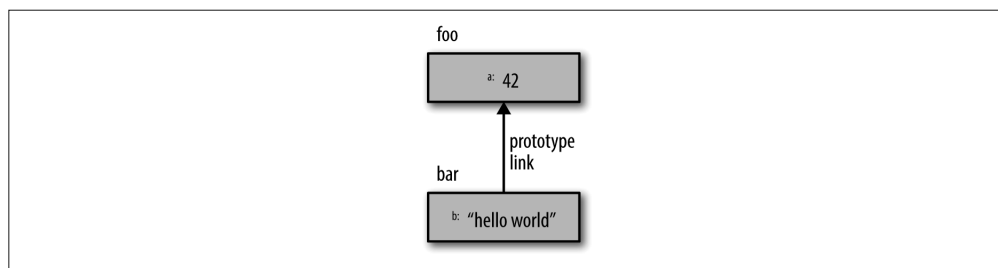 foo
a: 42
prototype
link
bar
b: “hello world”